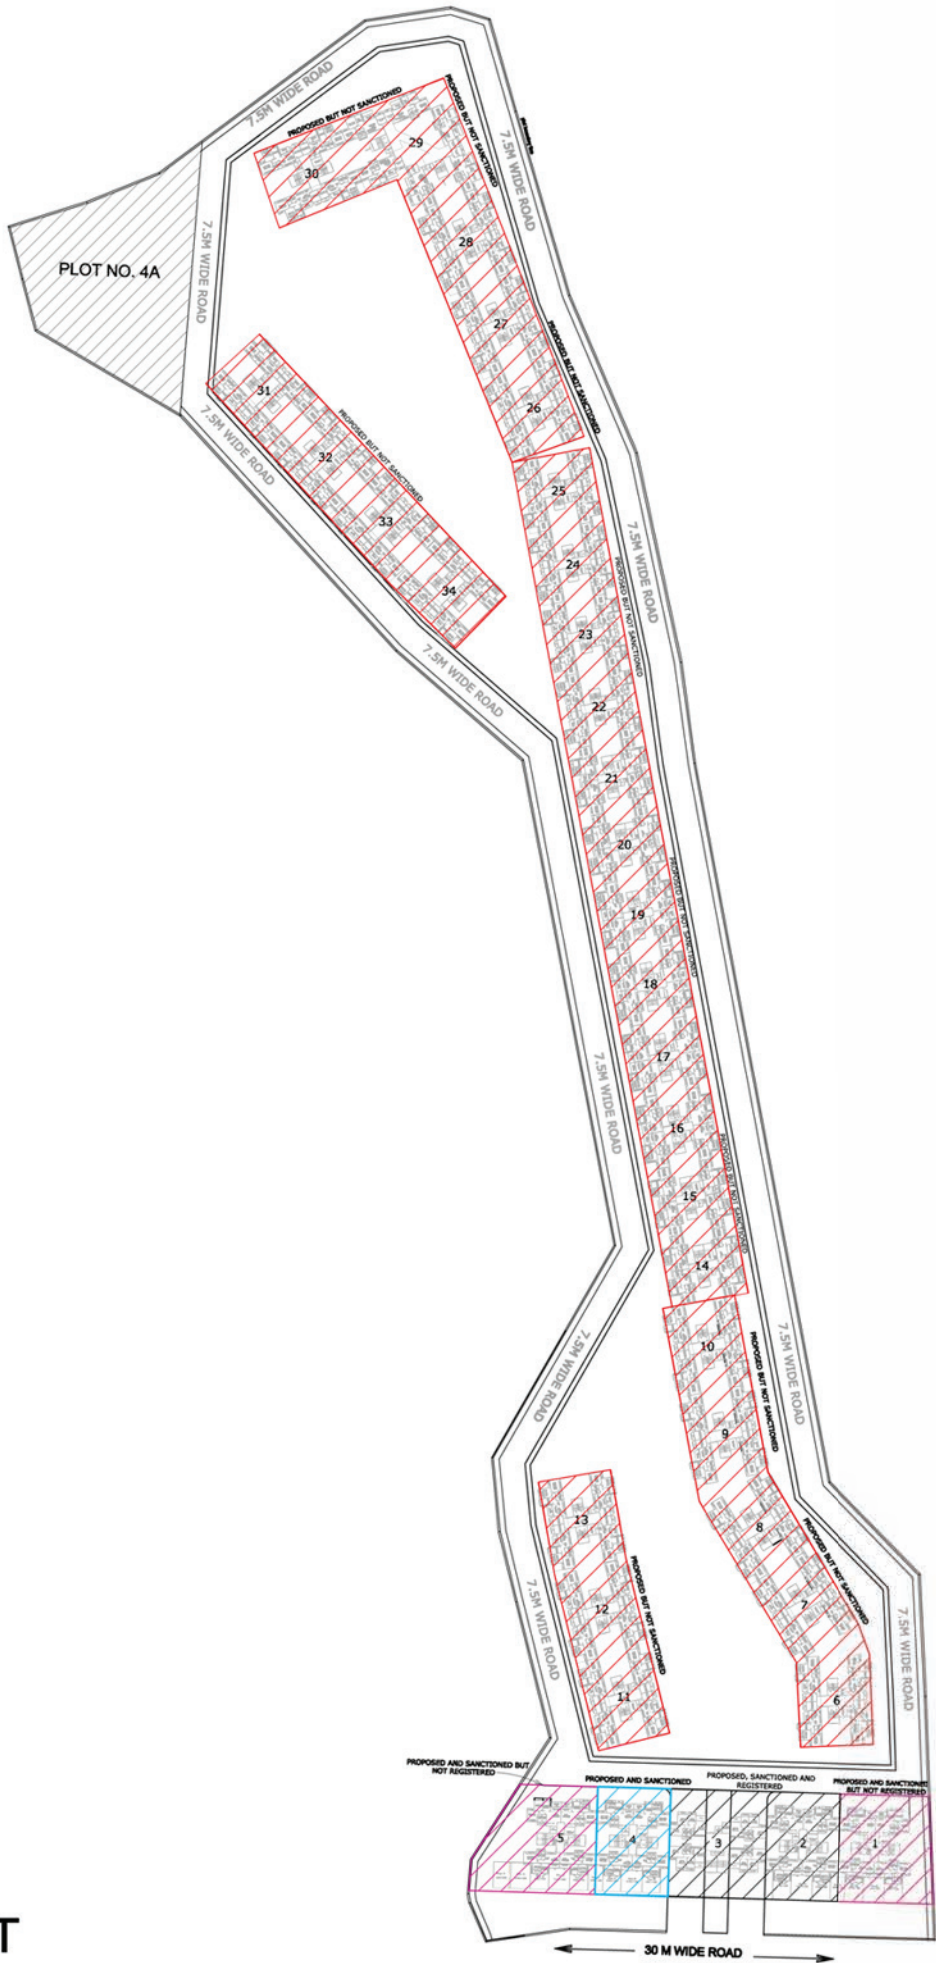 7.5M WIDE ROAD
PROPOSED BUT NOT SANCTIONED
PROPOSED BUT NOT SANCTIONED
7.5M WIDE ROAD
29
30
7.5M WIDE ROAD
PLOT NO. 4A
28
27
PROPOSED BUT NOT SANCTIONED
31
26
7.5M WIDE ROAD
PROPOSED BUT NOT SANCTIONED
32
25
33
7.5M WIDE ROAD
24
PROPOSED BUT NOT SANCTIONED
34
23
7.5M WIDE ROAD
22
21
20
PROPOSED BUT NOT SANCTIONED
19
18
17
7.5M WIDE ROAD
16
PROPOSED BUT NOT SANCTIONED
15
14
7.5M WIDE ROAD
10
PROPOSED BUT NOT SANCTIONED
7.5M WIDE ROAD
9
13
8
PROPOSED BUT NOT SANCTIONED
12
7
PROPOSED BUT NOT SANCTIONED
7.5M WIDE ROAD
7.5M WIDE ROAD
11
6
PROPOSED AND SANCTIONED BUT
NOT REGISTERED
PROPOSED AND SANCTIONED
PROPOSED, SANCTIONED AND
REGISTERED
PROPOSED AND SANCTIONED
BUT NOT REGISTERED
5
4
3
2
1
T
30 M WIDE ROAD